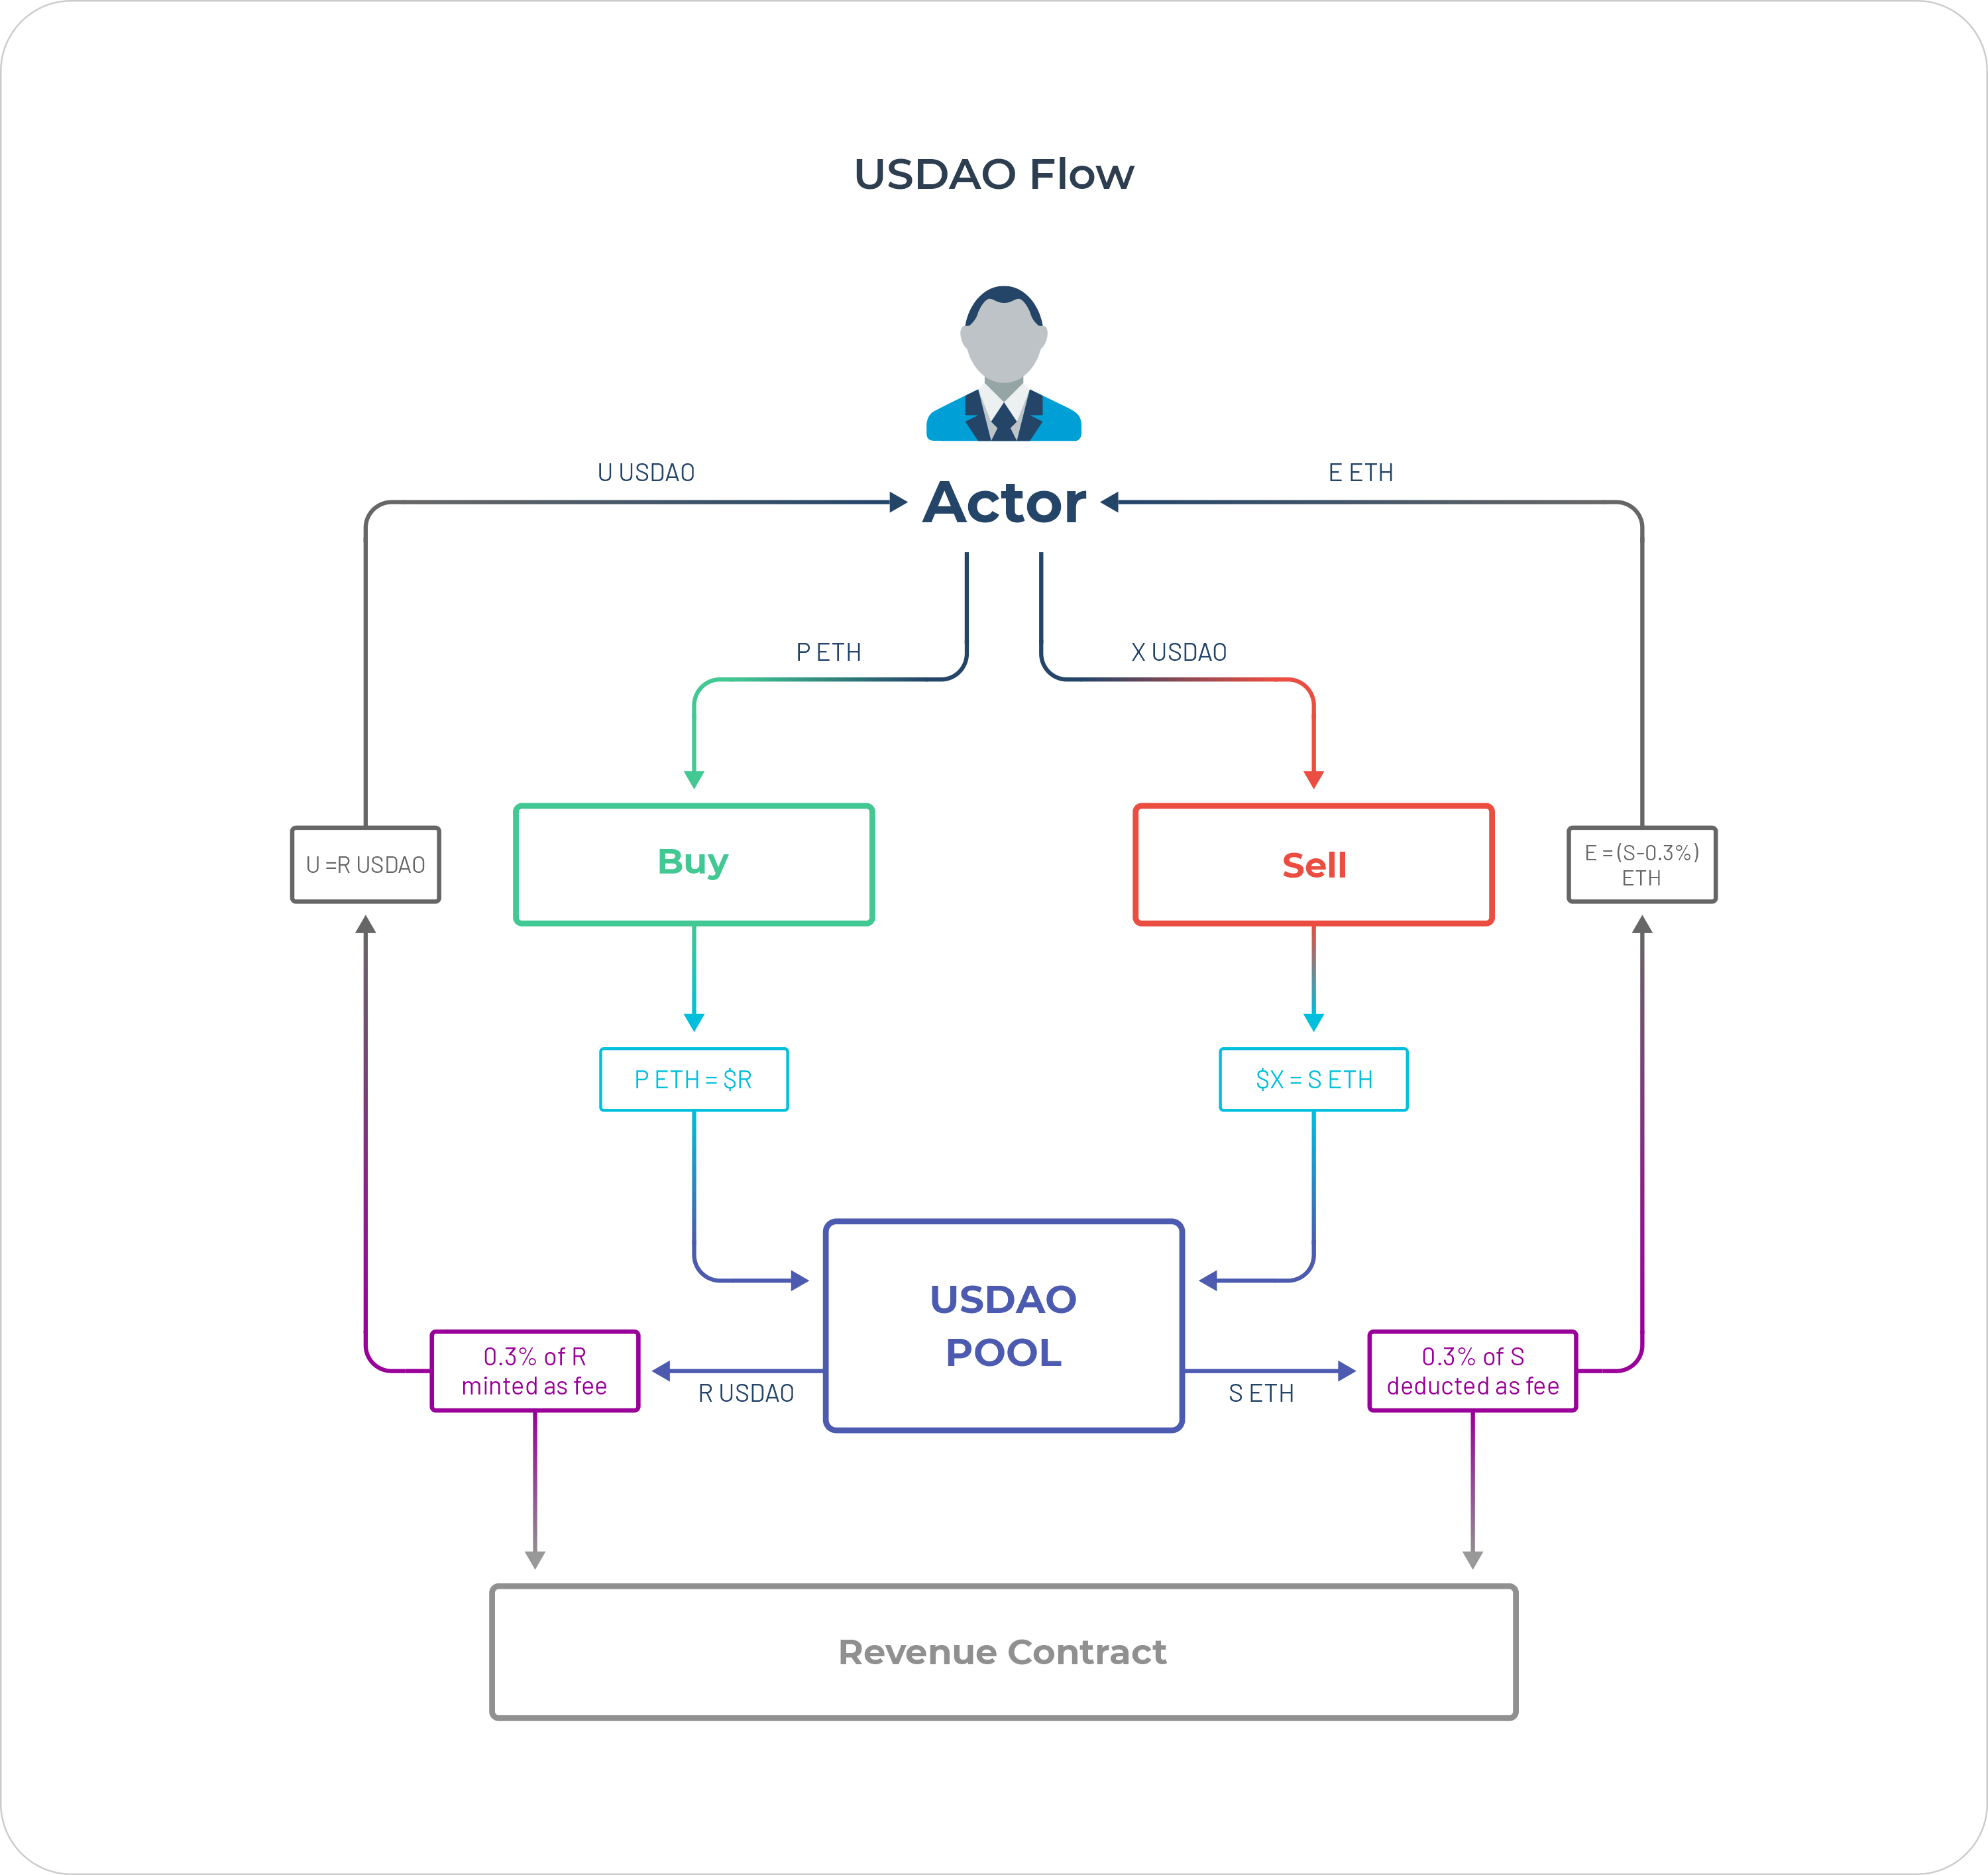 USDAO Flow
U USDAO
E ETH
Actor
P ETH
X USDAO
U =R USDAO
Buy
Sell
E =(S-0.3%)
ETH
P ETH = $R
$X = S ETH
USDAO
POOL
0.3% of R
minted as fee
R USDAO
S ETH
0.3% of S
deducted as fee
Revenue Contract